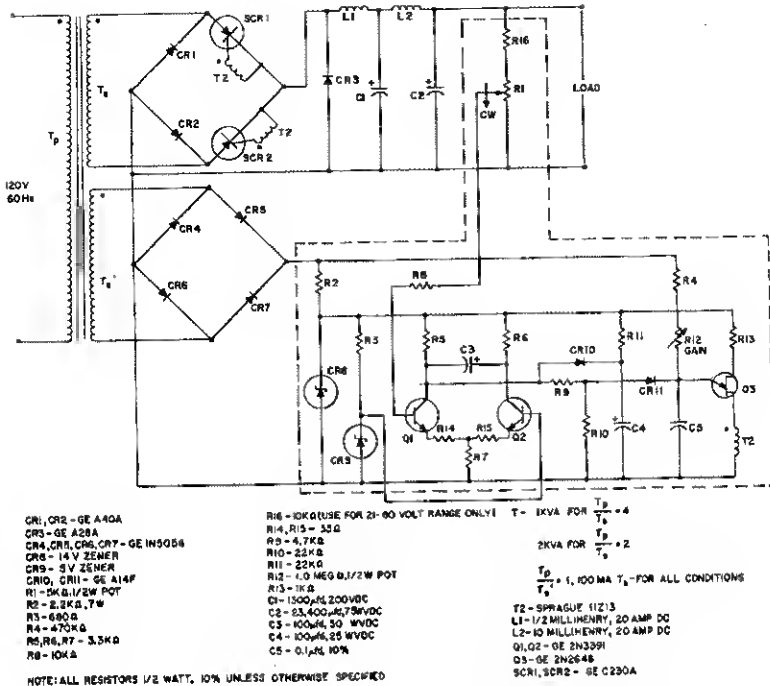 SCR1
L1
L2
CR1
T2
R16
Ts
CR3
C1
C2
R1
LOAD
CW
Tp
CR2
T2
SCR2
120V
60Hz
CR4
CR5
Ts'
R2
R8
R4
CR6
CR7
R3
R5
C3
R6
R11
CR10
R12
GAIN
R13
CR8
R9
CR11
Q3
Q1
R14
R15
Q2
R10
C4
C5
T2
R7
CR9
CR1, CR2 - GE A40A
CR3 - GE A28A
CR4, CR5, CR6, CR7 - GE IN5056
CR8 - 14 V ZENER
CR9 - 5V ZENER
CR10, CR11 - GE A14F
R1 - 5KΩ, 1/2W POT
R2 - 2.2KΩ, 7W
R3 - 680Ω
R4 - 470KΩ
R5, R6, R7 - 3.3KΩ
R8 - 10KΩ
R16 - 10KΩ (USE FOR 21-60 VOLT RANGE ONLY)
R14, R15 - 33Ω
R9 - 4.7KΩ
R10 - 22KΩ
R11 - 22KΩ
R12 - 1.0 MEG Ω, 1/2W POT
R13 - 1KΩ
C1 - 1500μfd, 200VDC
C2 - 23,400μfd, 75WVDC
C3 - 100μfd, 50 WVDC
C4 - 100μfd, 25 WVDC
C5 - 0.1μfd, 10%
T - 1KVA FOR Tp/Ts = 4
2KVA FOR Tp/Ts = 2
Tp/Ts' = 1, 100 MA Ts - FOR ALL CONDITIONS
T2 - SPRAGUE 11Z13
L1 - 1/2 MILLIHENRY, 20 AMP DC
L2 - 10 MILLIHENRY, 20 AMP DC
Q1, Q2 - GE 2N3391
Q3 - GE 2N2646
SCR1, SCR2 - GE C230A
NOTE: ALL RESISTORS 1/2 WATT, 10% UNLESS OTHERWISE SPECIFIED